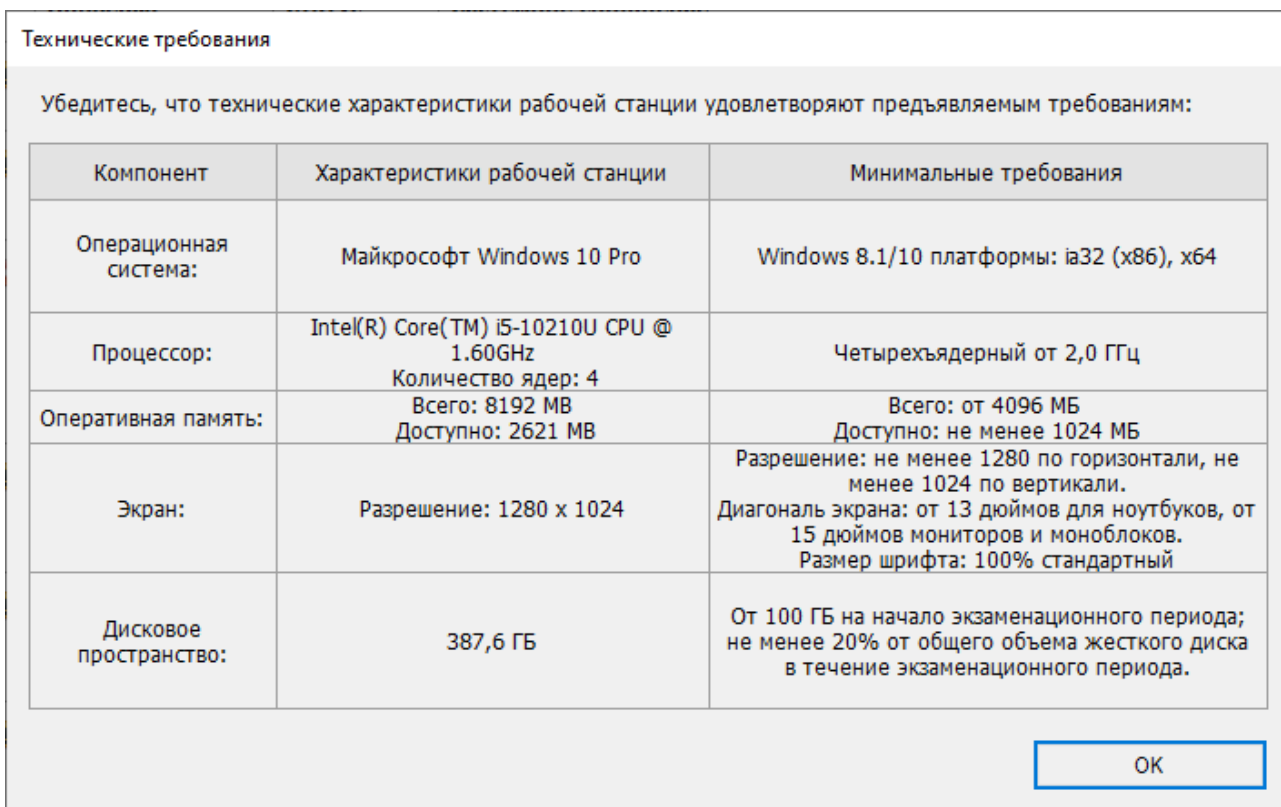 Технические требования
Убедитесь, что технические характеристики рабочей станции удовлетворяют предъявляемым требованиям:
Компонент
Характеристики рабочей станции
Минимальные требования
Операционная
система:
Майкрософт Windows 10 Pro
Windows 8.1/10 платформы: ia32 (x86), x64
Процессор:
Intel(R) Core(TM) i5-10210U CPU @
1.60GHz
Количество ядер: 4
Четырехъядерный от 2,0 ГГц
Оперативная память:
Всего: 8192 MB
Доступно: 2621 MB
Всего: от 4096 МБ
Доступно: не менее 1024 МБ
Экран:
Разрешение: 1280 x 1024
Разрешение: не менее 1280 по горизонтали, не
менее 1024 по вертикали.
Диагональ экрана: от 13 дюймов для ноутбуков, от
15 дюймов мониторов и моноблоков.
Размер шрифта: 100% стандартный
Дисковое
пространство:
387,6 ГБ
От 100 ГБ на начало экзаменационного периода;
не менее 20% от общего объема жесткого диска
в течение экзаменационного периода.
OK